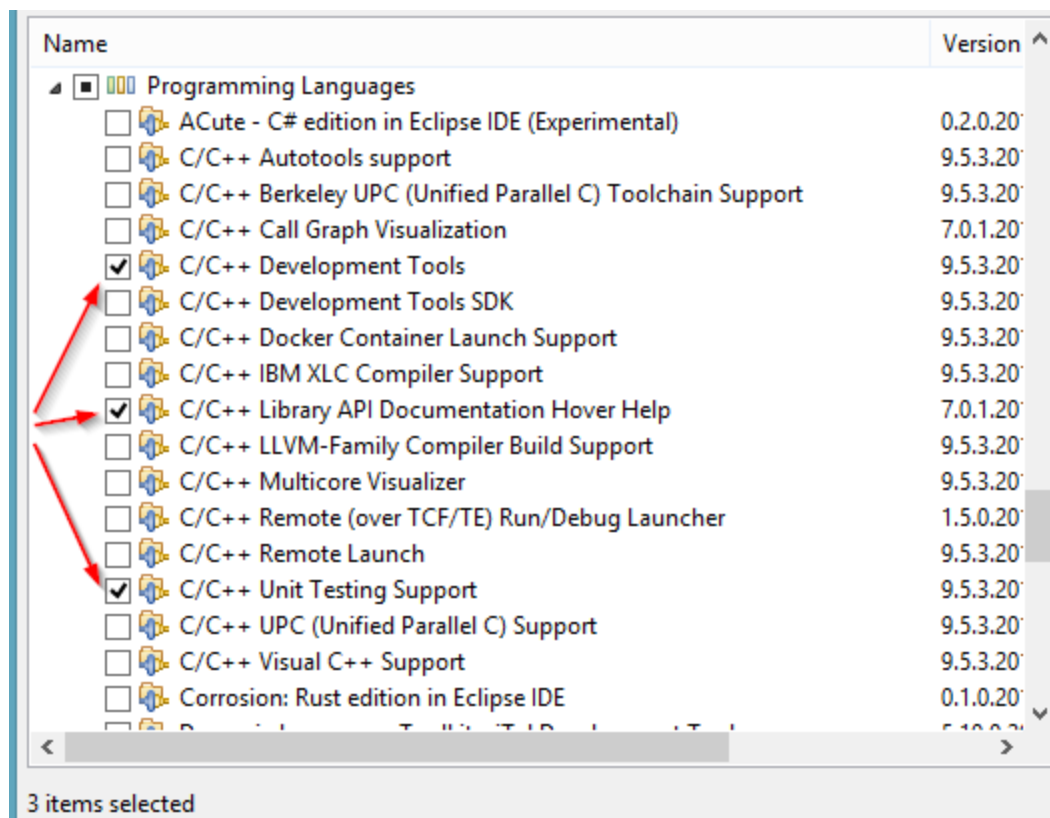 Name Version
Programming Languages
ACute - C# edition in Eclipse IDE (Experimental) 0.2.0.20
C/C++ Autotools support 9.5.3.20
C/C++ Berkeley UPC (Unified Parallel C) Toolchain Support 9.5.3.20
C/C++ Call Graph Visualization 7.0.1.20
C/C++ Development Tools 9.5.3.20
C/C++ Development Tools SDK 9.5.3.20
C/C++ Docker Container Launch Support 9.5.3.20
C/C++ IBM XLC Compiler Support 9.5.3.20
C/C++ Library API Documentation Hover Help 7.0.1.20
C/C++ LLVM-Family Compiler Build Support 9.5.3.20
C/C++ Multicore Visualizer 9.5.3.20
C/C++ Remote (over TCF/TE) Run/Debug Launcher 1.5.0.20
C/C++ Remote Launch 9.5.3.20
C/C++ Unit Testing Support 9.5.3.20
C/C++ UPC (Unified Parallel C) Support 9.5.3.20
C/C++ Visual C++ Support 9.5.3.20
Corrosion: Rust edition in Eclipse IDE 0.1.0.20
3 items selected